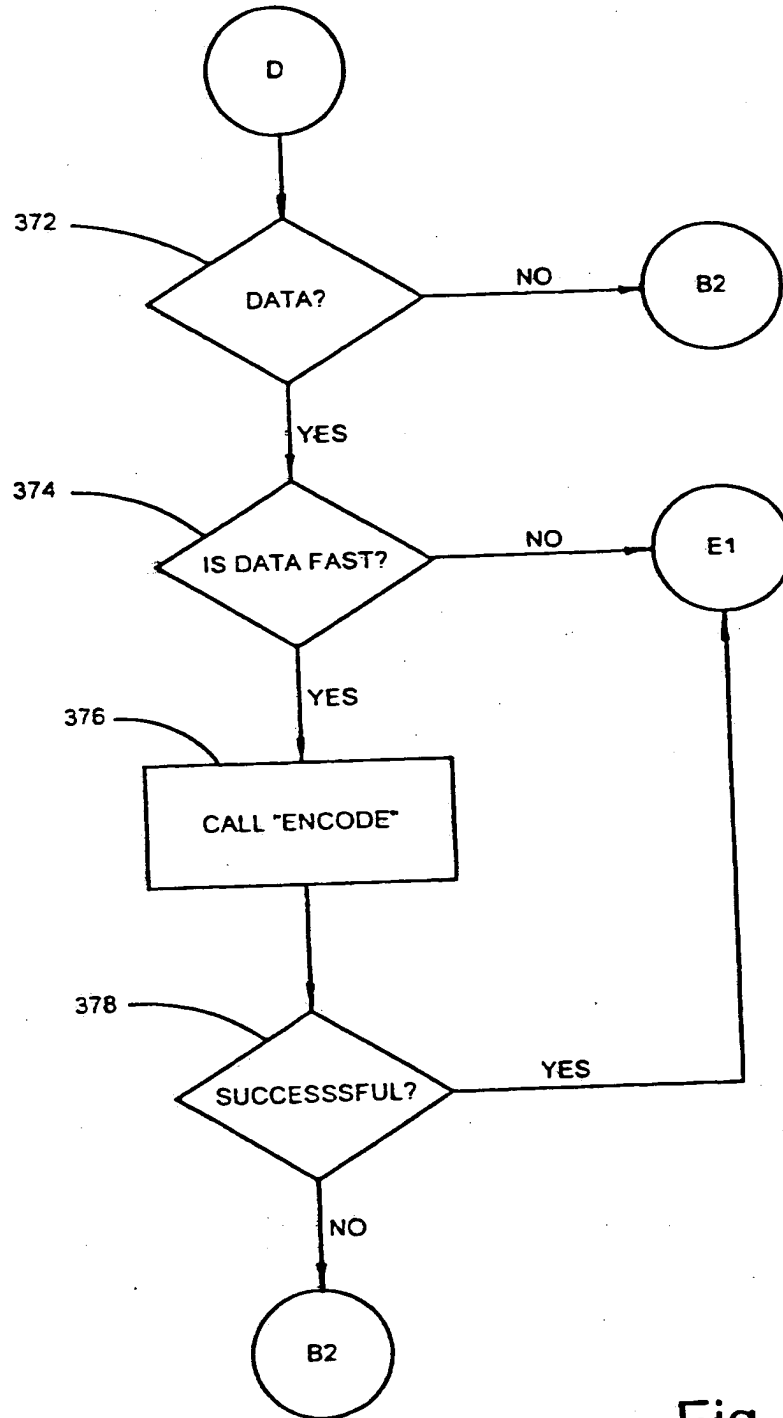 D
372
DATA?
NO
B2
YES
374
IS DATA FAST?
NO
E1
YES
376
CALL "ENCODE"
378
SUCCESSSFUL?
YES
NO
B2
Fig